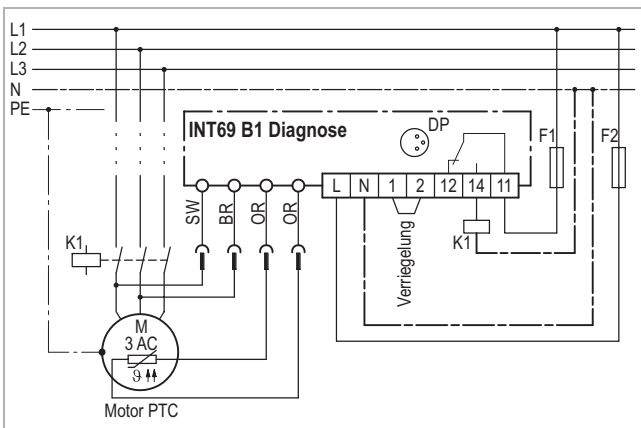 L1
L2
L3
N
PE
INT69 B1 Diagnose
DP
F1
F2
L N 1 2 12 14 11
SW
BR
OR
OR
K1
Verriegelung
K1
M
3 AC
ϑ
Motor PTC